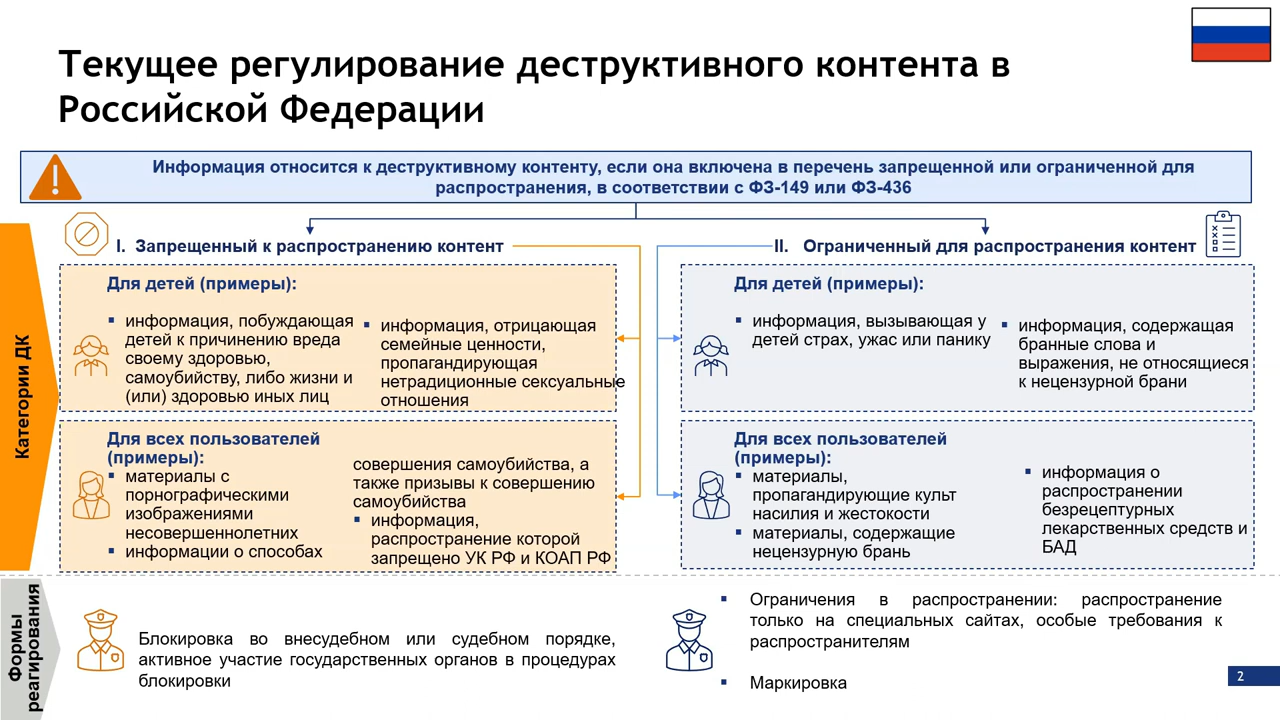 Текущее регулирование деструктивного контента в
Российской Федерации
Информация относится к деструктивному контенту, если она включена в перечень запрещенной или ограниченной для
распространения, в соответствии с ФЗ-149 или ФЗ-436
I. Запрещенный к распространению контент
II. Ограниченный для распространения контент
Категории ДК
Для детей (примеры):
▪ информация, побуждающая
детей к причинению вреда
своему здоровью,
самоубийству, либо жизни и
(или) здоровью иных лиц
▪ информация, отрицающая
семейные ценности,
пропагандирующая
нетрадиционные сексуальные
отношения
Для детей (примеры):
▪ информация, вызывающая у
детей страх, ужас или панику
▪ информация, содержащая
бранные слова и
выражения, не относящиеся
к нецензурной брани
Для всех пользователей
(примеры):
▪ материалы с
порнографическими
изображениями
несовершеннолетних
▪ информации о способах
совершения самоубийства, а
также призывы к совершению
самоубийства
▪ информация,
распространение которой
запрещено УК РФ и КОАП РФ
Для всех пользователей
(примеры):
▪ материалы,
пропагандирующие культ
насилия и жестокости
▪ материалы, содержащие
нецензурную брань
▪ информация о
распространении
безрецептурных
лекарственных средств и
БАД
Формы
реагирования
Блокировка во внесудебном или судебном порядке,
активное участие государственных органов в процедурах
блокировки
▪ Ограничения в распространении: распространение
только на специальных сайтах, особые требования к
распространителям
▪ Маркировка
2